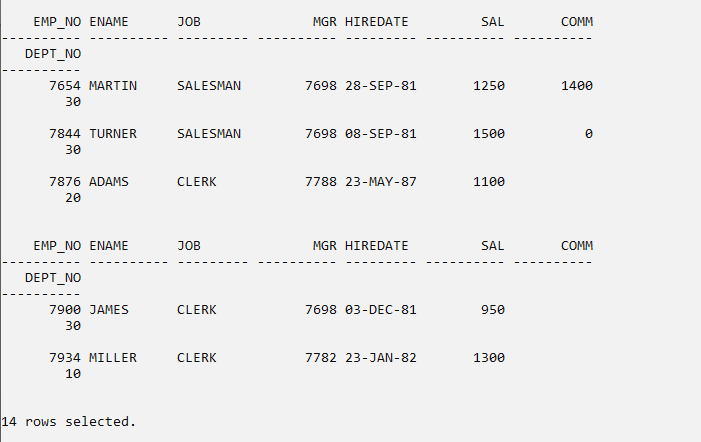 EMP_NO ENAME      JOB              MGR HIREDATE         SAL       COMM
---------- ---------- --------- ---------- --------- ---------- ----------
   DEPT_NO
----------
      7654 MARTIN     SALESMAN        7698 28-SEP-81       1250       1400
        30
      7844 TURNER     SALESMAN        7698 08-SEP-81       1500          0
        30
      7876 ADAMS      CLERK           7788 23-MAY-87       1100
        20
    EMP_NO ENAME      JOB              MGR HIREDATE         SAL       COMM
---------- ---------- --------- ---------- --------- ---------- ----------
   DEPT_NO
----------
      7900 JAMES      CLERK           7698 03-DEC-81        950
        30
      7934 MILLER     CLERK           7782 23-JAN-82       1300
        10
14 rows selected.